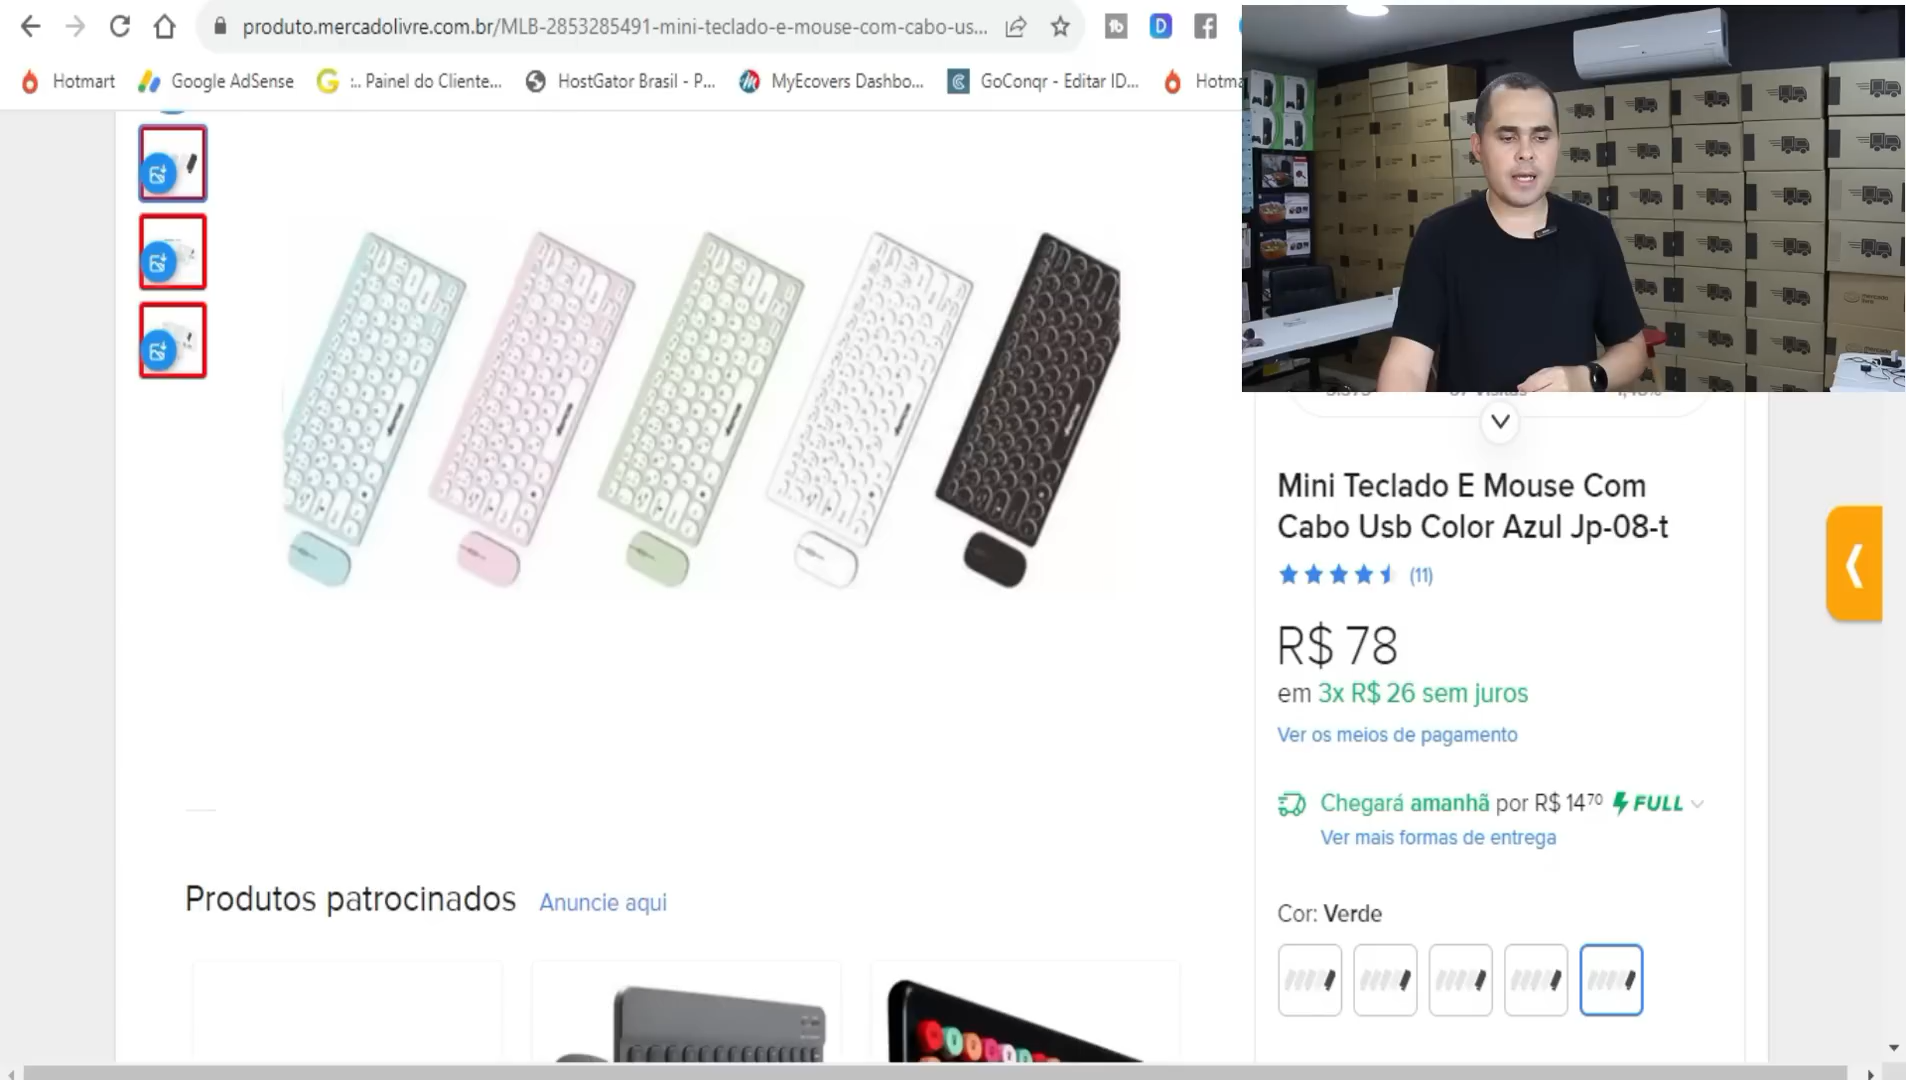 produto.mercadolivre.com.br/MLB-2853285491-mini-teclado-e-mouse-com-cabo-us...
Hotmart
Google AdSense
:.. Painel do Cliente...
HostGator Brasil - P...
MyEcovers Dashbo...
GoConqr - Editar ID...
Hotma
Mini Teclado E Mouse Com
Cabo Usb Color Azul Jp-08-t
(11)
R$ 78
em 3x R$ 26 sem juros
Ver os meios de pagamento
Chegará amanhã por R$ 14 70 FULL
Ver mais formas de entrega
Produtos patrocinados Anuncie aqui
Cor: Verde